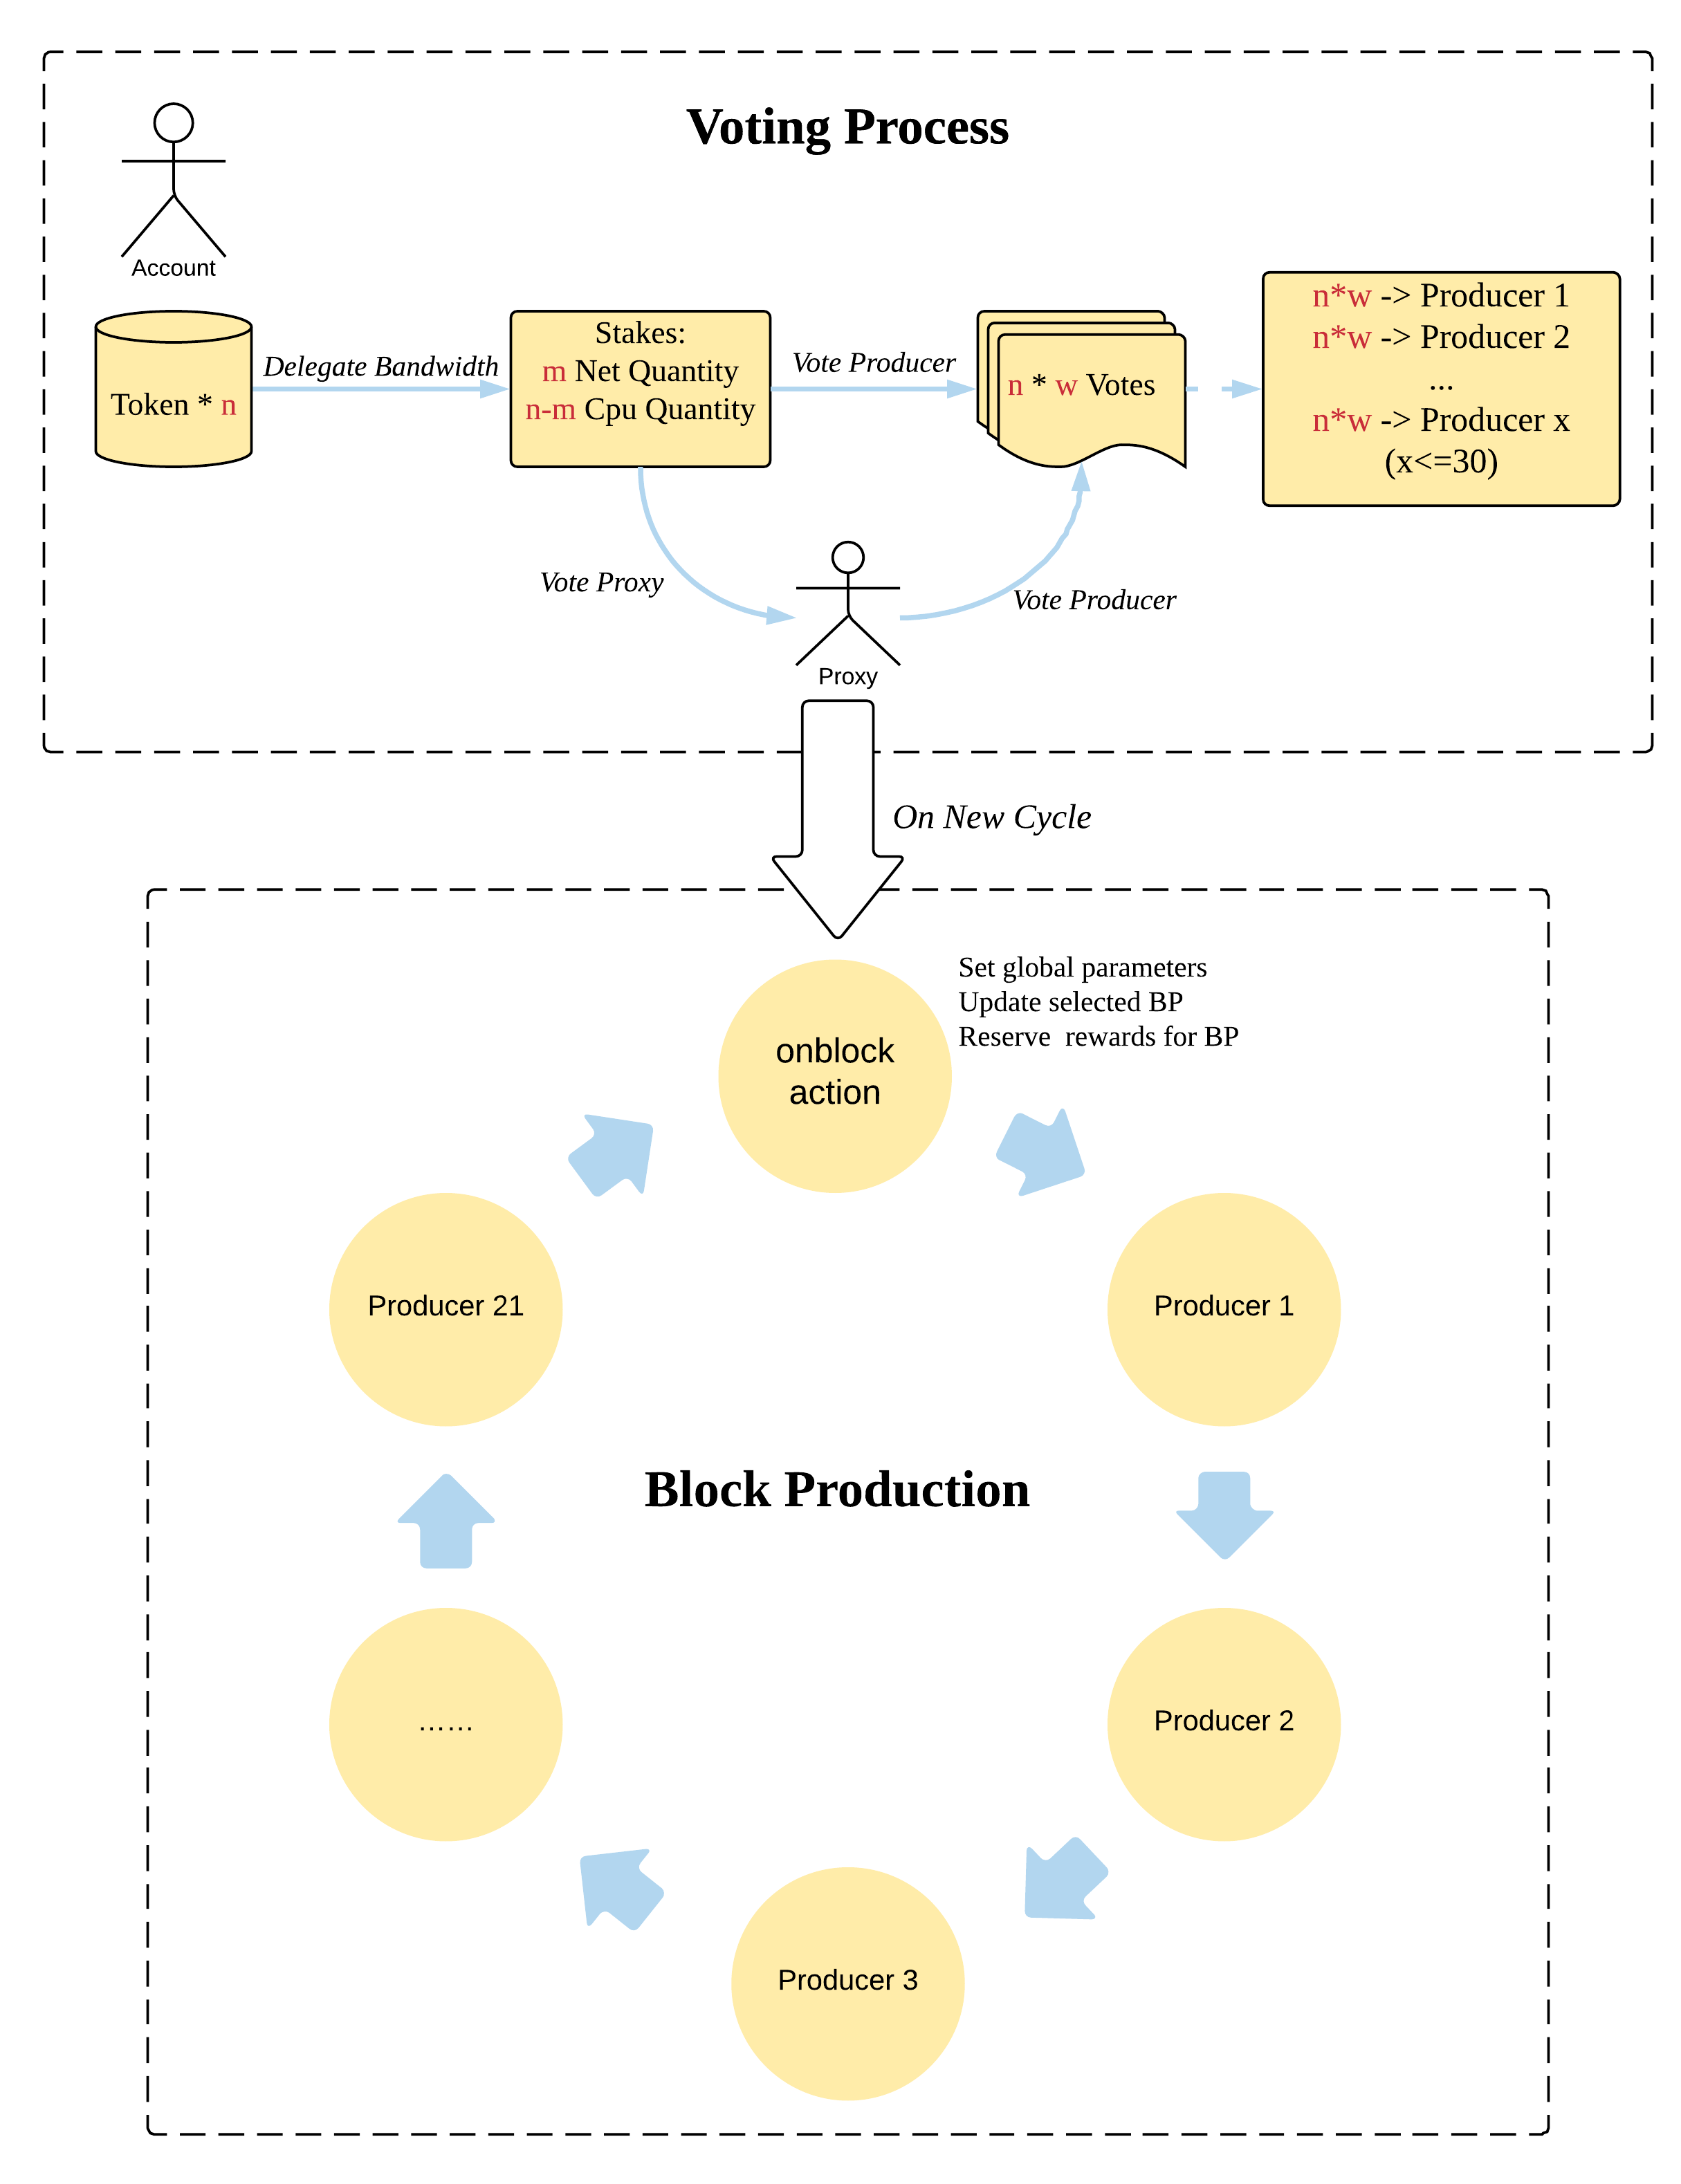 Voting Process
Account
Token * n
Delegate Bandwidth
Stakes:
m Net Quantity
n-m Cpu Quantity
Vote Producer
n * w Votes
n*w -> Producer 1
n*w -> Producer 2
...
n*w -> Producer x
(x<=30)
Vote Proxy
Proxy
Vote Producer
On New Cycle
Set global parameters
Update selected BP
Reserve  rewards for BP
onblock
action
Producer 21
Producer 1
Block Production
......
Producer 2
Producer 3